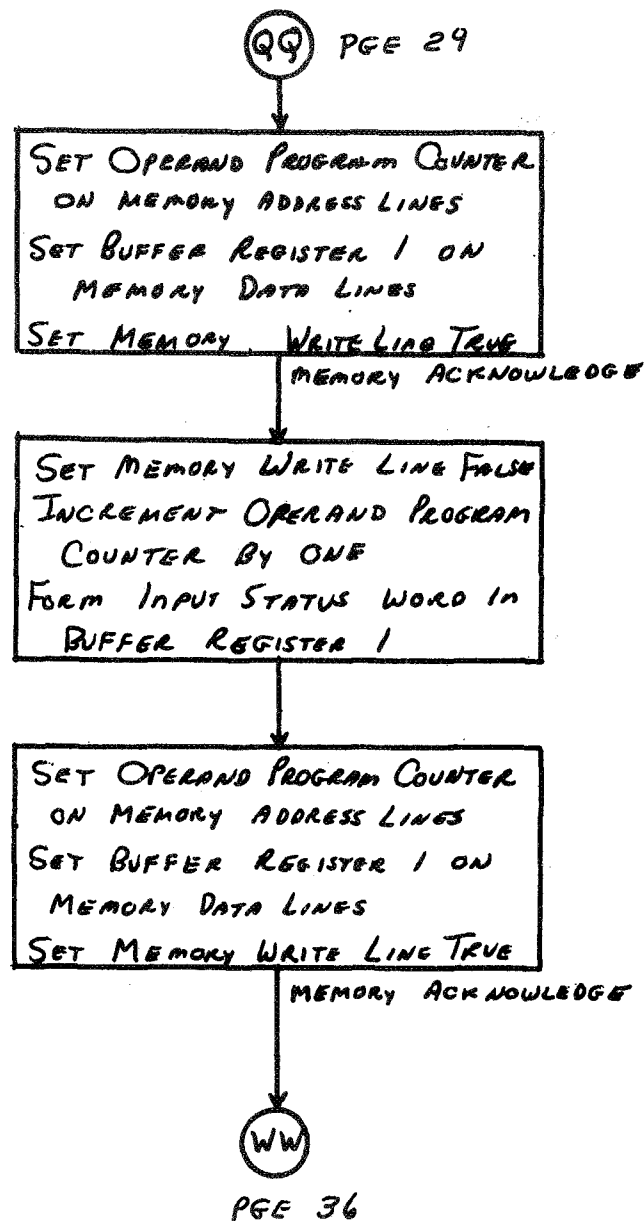 QQ PGE 29
SET OPERAND PROGRAM COUNTER
ON MEMORY ADDRESS LINES
SET BUFFER REGISTER 1 ON
MEMORY DATA LINES
SET MEMORY WRITE LINE TRUE
MEMORY ACKNOWLEDGE
SET MEMORY WRITE LINE FALSE
INCREMENT OPERAND PROGRAM
COUNTER BY ONE
FORM INPUT STATUS WORD IN
BUFFER REGISTER 1
SET OPERAND PROGRAM COUNTER
ON MEMORY ADDRESS LINES
SET BUFFER REGISTER 1 ON
MEMORY DATA LINES
SET MEMORY WRITE LINE TRUE
MEMORY ACKNOWLEDGE
WW
PGE 36